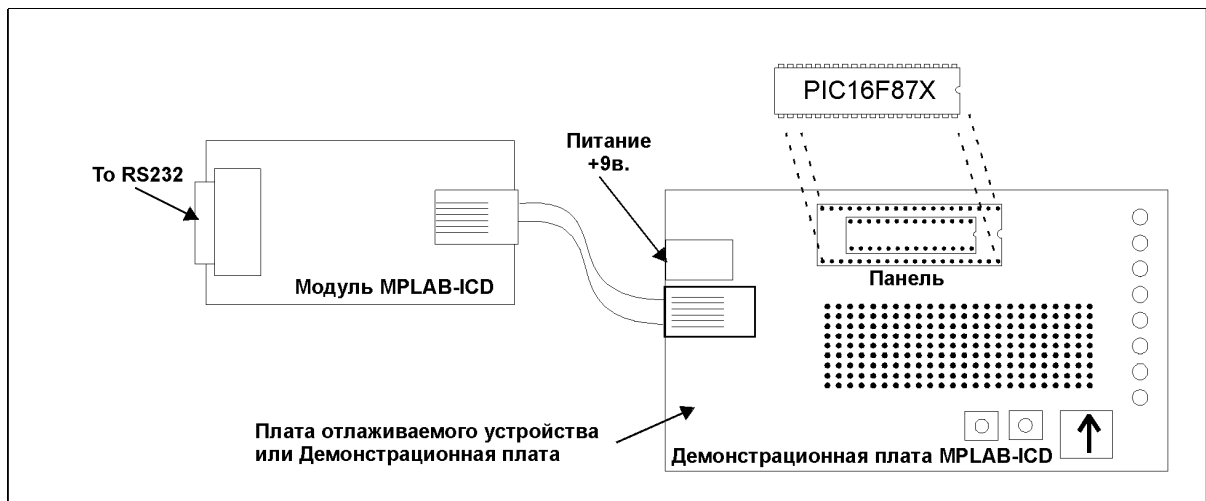 PIC16F87X
Питание
+9в.
To RS232
Модуль MPLAB-ICD
Панель
Плата отлаживаемого устройства
или Демонстрационная плата
Демонстрационная плата MPLAB-ICD